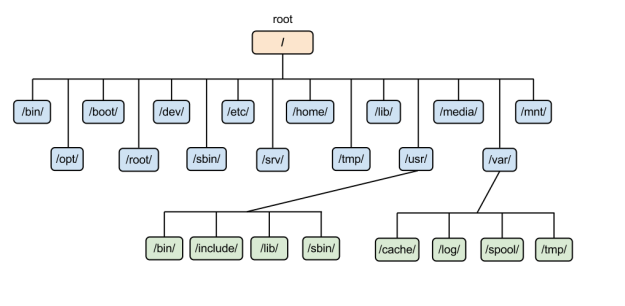 root
/
/bin/ /boot/ /dev/ /etc/ /home/ /lib/ /media/ /mnt/
/opt/ /root/ /sbin/ /srv/ /tmp/ /usr/ /var/
/bin/ /include/ /lib/ /sbin/ /cache/ /log/ /spool/ /tmp/